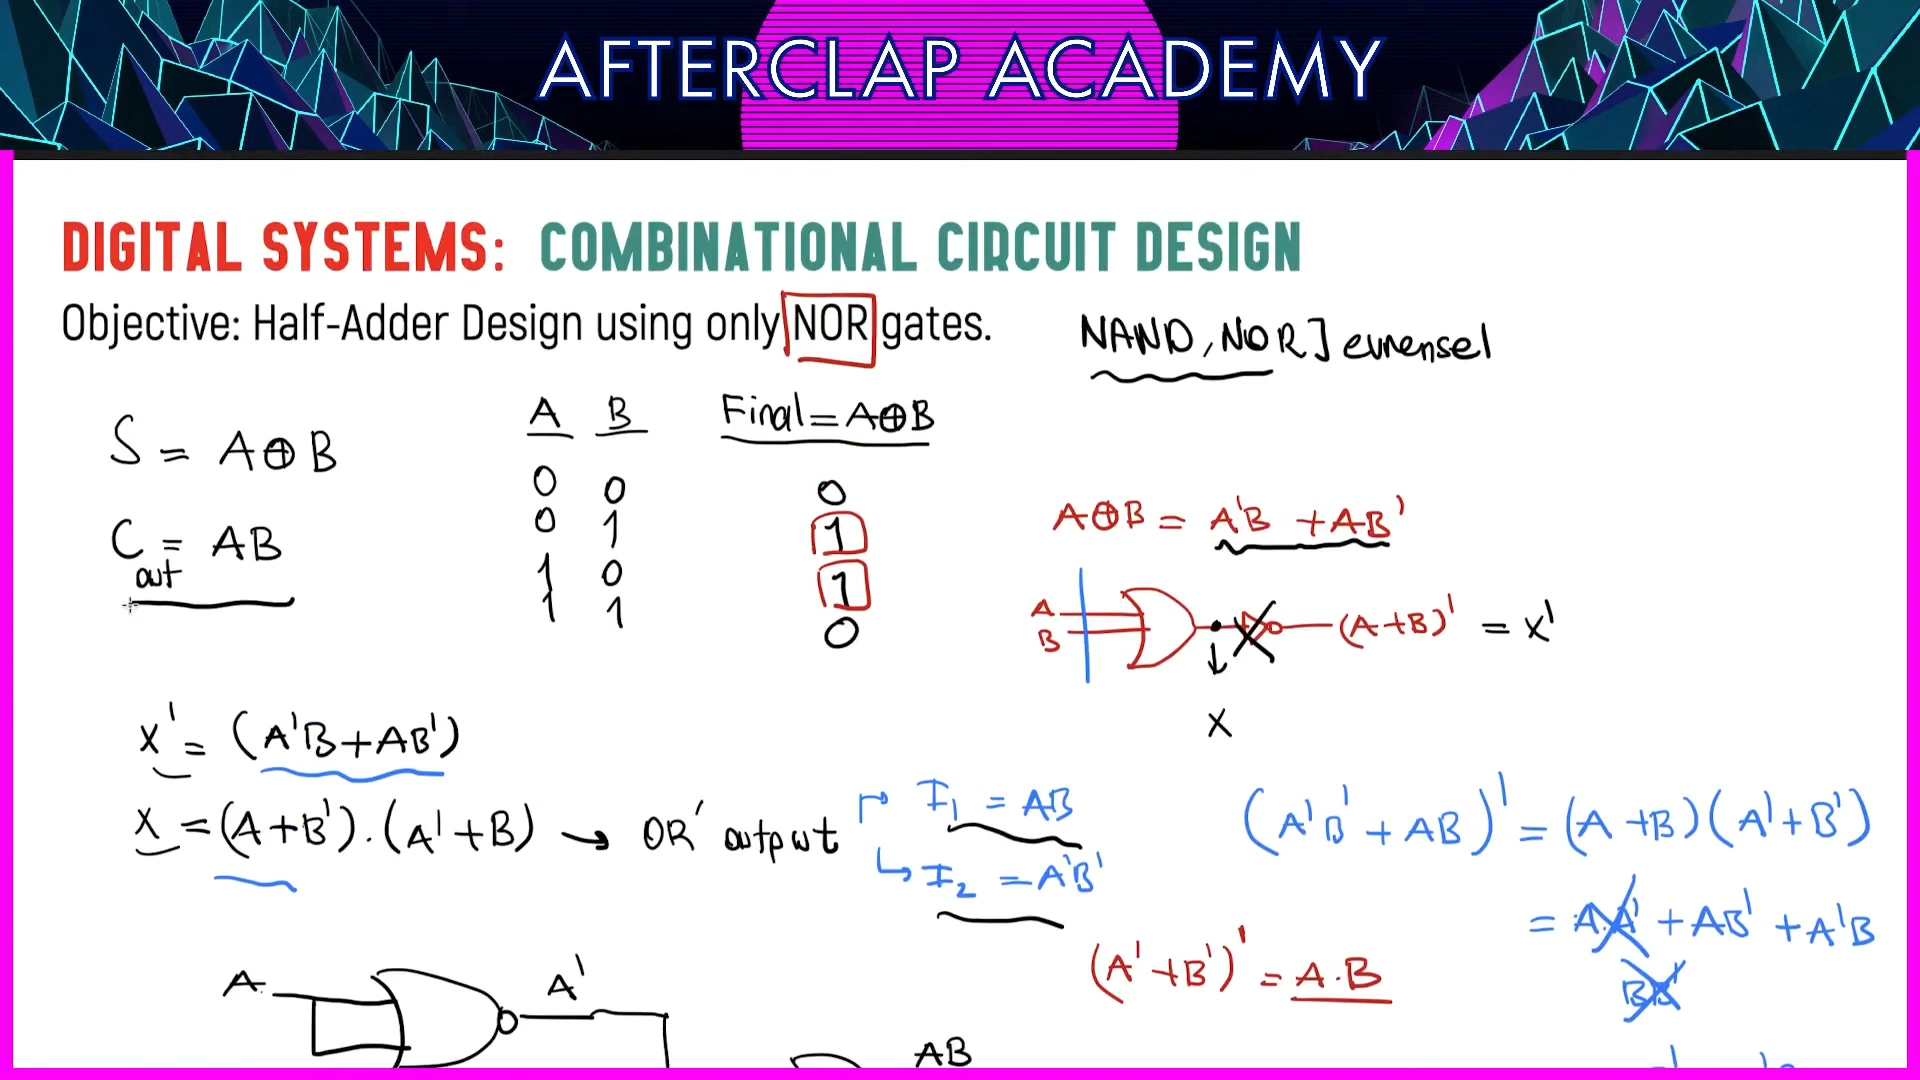 AFTERCLAP ACADEMY
DIGITAL SYSTEMS: COMBINATIONAL CIRCUIT DESIGN
Objective: Half-Adder Design using only NOR gates.
NAND, NOR ] evrensel
S = A⊕B
C out = AB
A B Final = A⊕B
0 0 0
0 1 1
1 0 1
1 1 0
A⊕B = A'B + AB'
A
B
(A+B)' = x'
x
x' = (A'B + AB')
x = (A+B').(A'+B) → OR' output
I1 = AB
I2 = A'B'
(A'B' + AB)' = (A+B)(A'+B')
= A.A' + AB' + A'B
BB'
(A'+B')' = A.B
A
A'
AB